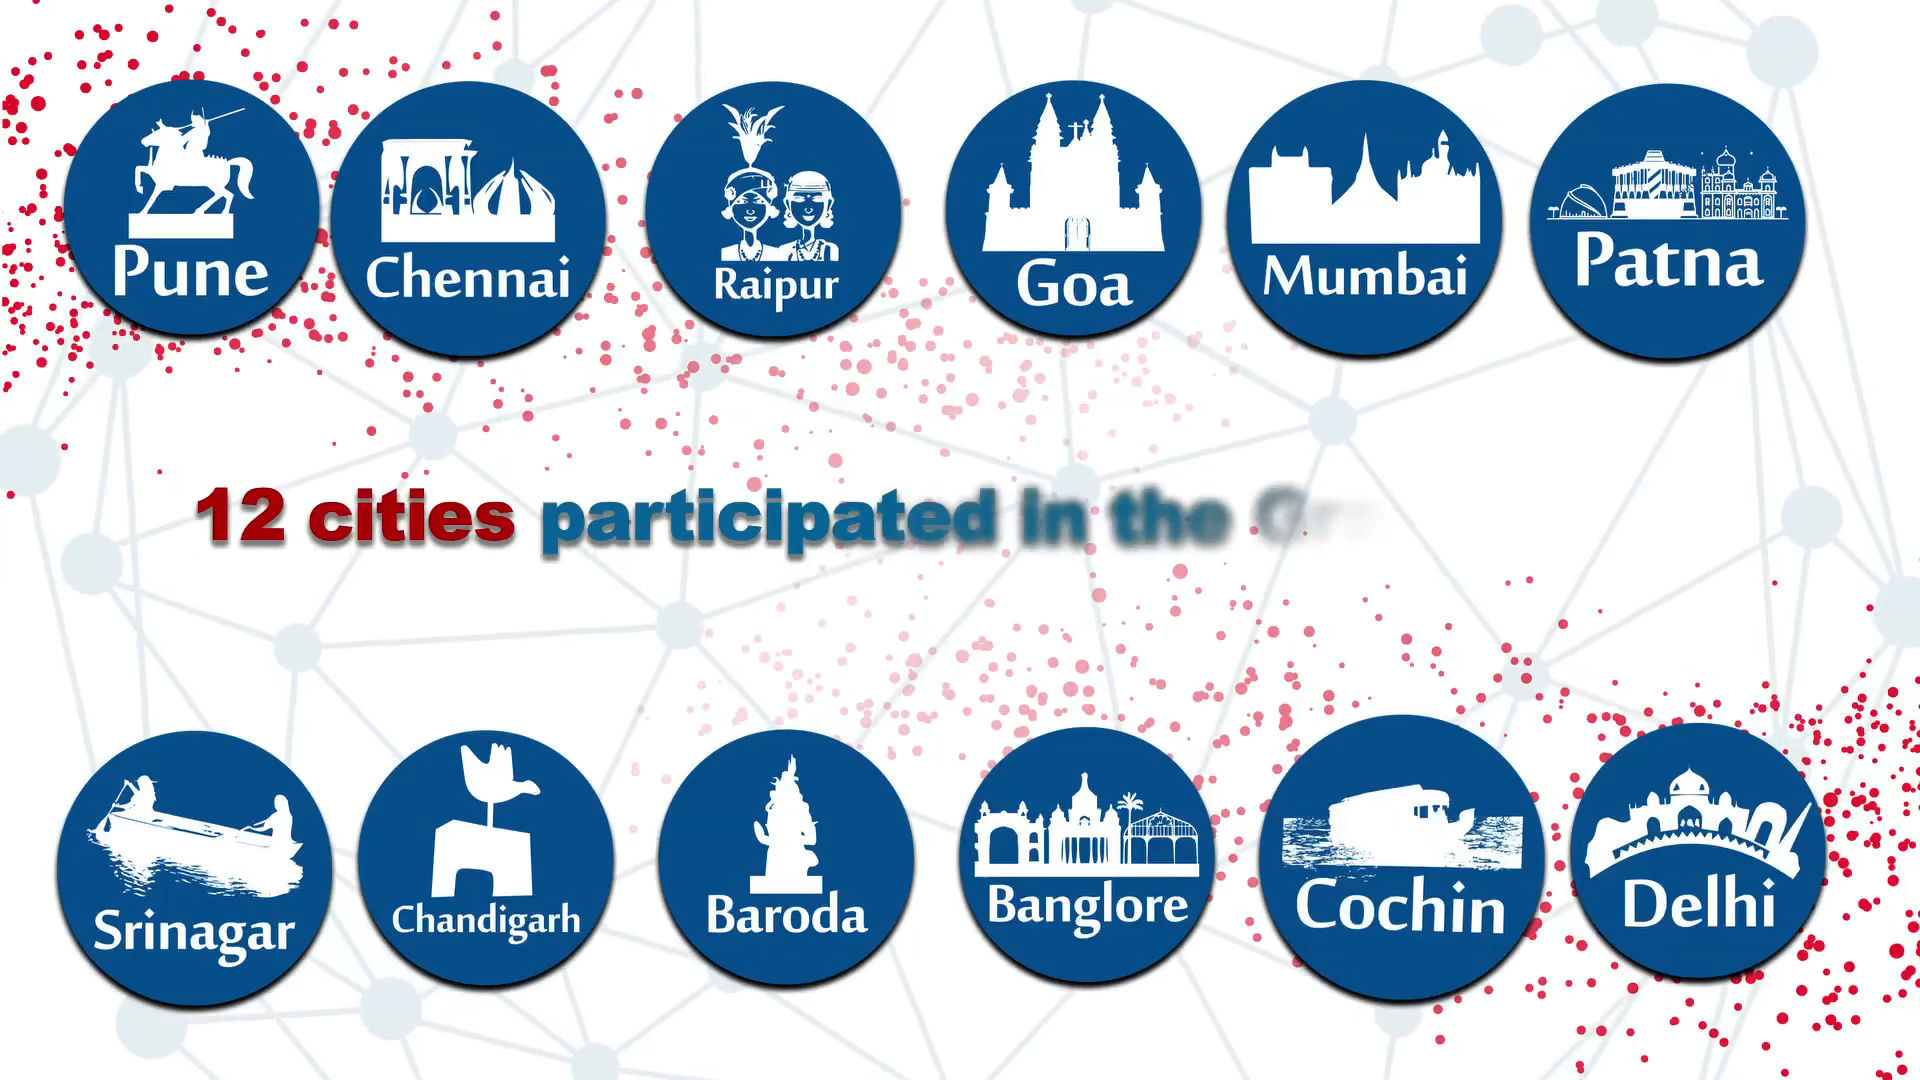 Pune
Chennai
Raipur
Goa
Mumbai
Patna
12 cities participated in the
Srinagar
Chandigarh
Baroda
Banglore
Cochin
Delhi